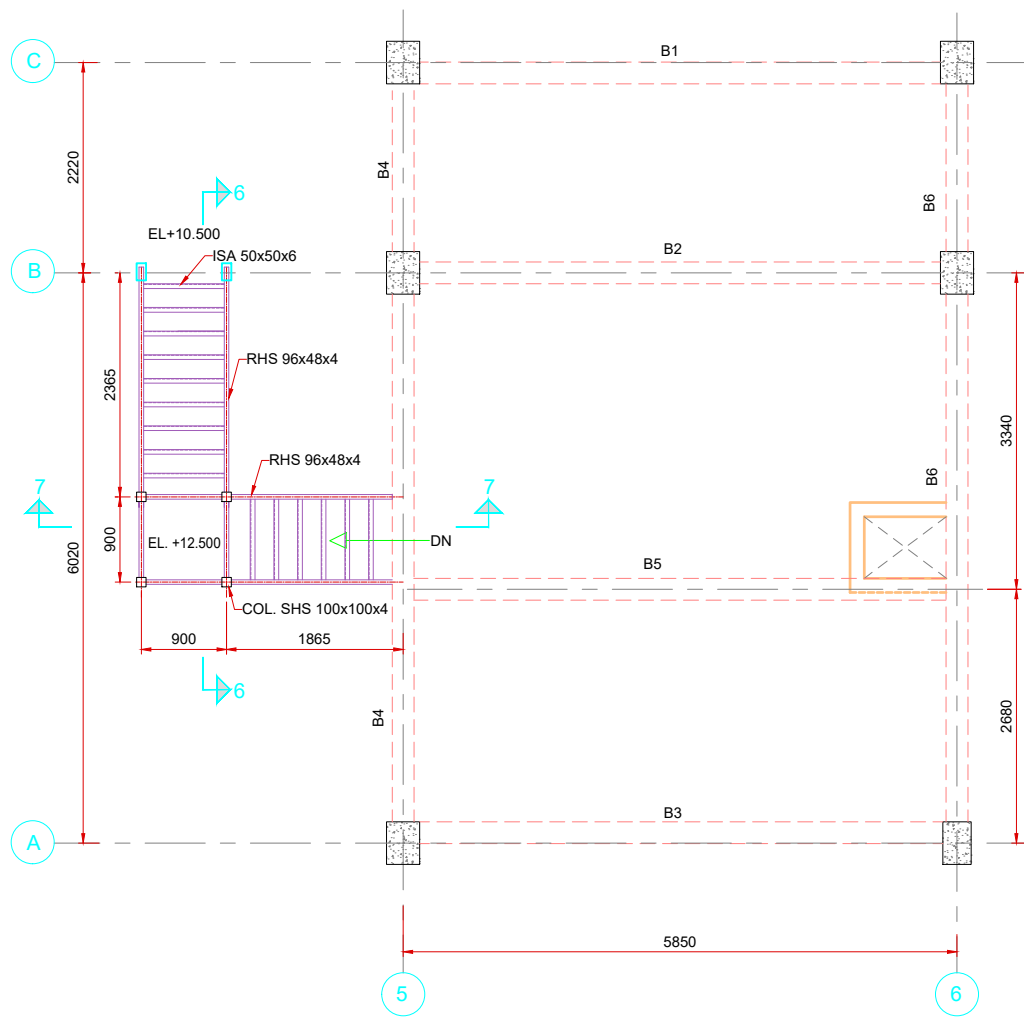 C
B1
2220
B4
B6
6
EL+10.500
ISA 50x50x6
B
B2
RHS 96x48x4
2365
3340
RHS 96x48x4
B6
7
7
EL. +12.500
DN
900
6020
B5
COL. SHS 100x100x4
900
1865
6
B4
2680
B3
A
5850
5
6